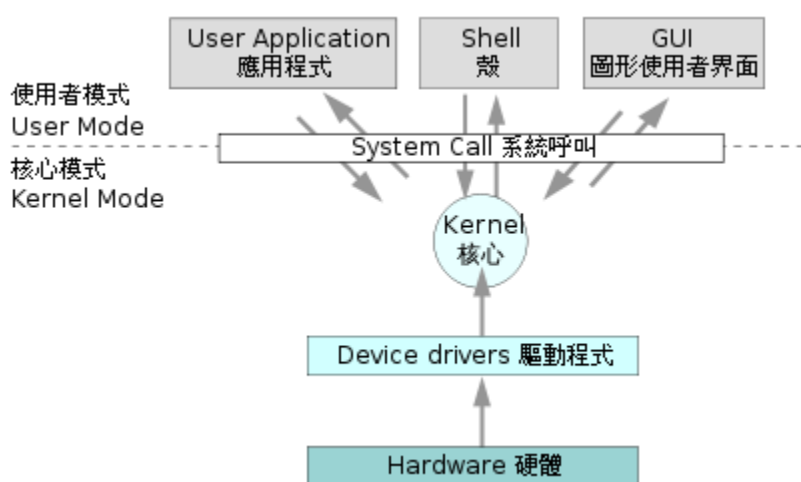 User Application
應用程式
Shell
殼
GUI
圖形使用者界面
使用者模式
User Mode
System Call 系統呼叫
核心模式
Kernel Mode
Kernel
核心
Device drivers 驅動程式
Hardware 硬體